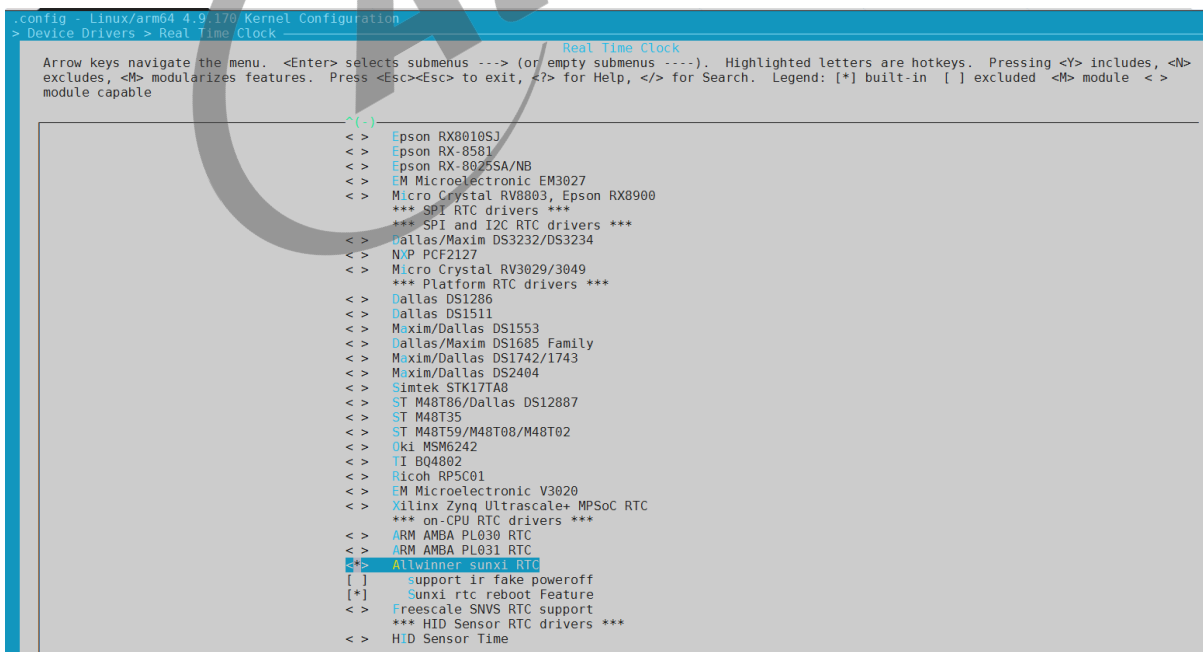 .config - Linux/arm64 4.9.170 Kernel Configuration
> Device Drivers > Real Time Clock
Real Time Clock
Arrow keys navigate the menu.  <Enter> selects submenus ---> (or empty submenus ----).  Highlighted letters are hotkeys.  Pressing <Y> includes, <N>
excludes, <M> modularizes features.  Press <Esc><Esc> to exit, <?> for Help, </> for Search.  Legend: [*] built-in  [ ] excluded  <M> module  < >
module capable
^(-)
< >   Epson RX8010SJ
< >   Epson RX-8581
< >   Epson RX-8025SA/NB
< >   EM Microelectronic EM3027
< >   Micro Crystal RV8803, Epson RX8900
*** SPI RTC drivers ***
*** SPI and I2C RTC drivers ***
< >   Dallas/Maxim DS3232/DS3234
< >   NXP PCF2127
< >   Micro Crystal RV3029/3049
*** Platform RTC drivers ***
< >   Dallas DS1286
< >   Dallas DS1511
< >   Maxim/Dallas DS1553
< >   Dallas/Maxim DS1685 Family
< >   Maxim/Dallas DS1742/1743
< >   Maxim/Dallas DS2404
< >   Simtek STK17TA8
< >   ST M48T86/Dallas DS12887
< >   ST M48T35
< >   ST M48T59/M48T08/M48T02
< >   Oki MSM6242
< >   TI BQ4802
< >   Ricoh RP5C01
< >   EM Microelectronic V3020
< >   Xilinx Zynq Ultrascale+ MPSoC RTC
*** on-CPU RTC drivers ***
< >   ARM AMBA PL030 RTC
< >   ARM AMBA PL031 RTC
<*>   Allwinner sunxi RTC
[ ]     support ir fake poweroff
[*]     Sunxi rtc reboot Feature
< >   Freescale SNVS RTC support
*** HID Sensor RTC drivers ***
< >   HID Sensor Time